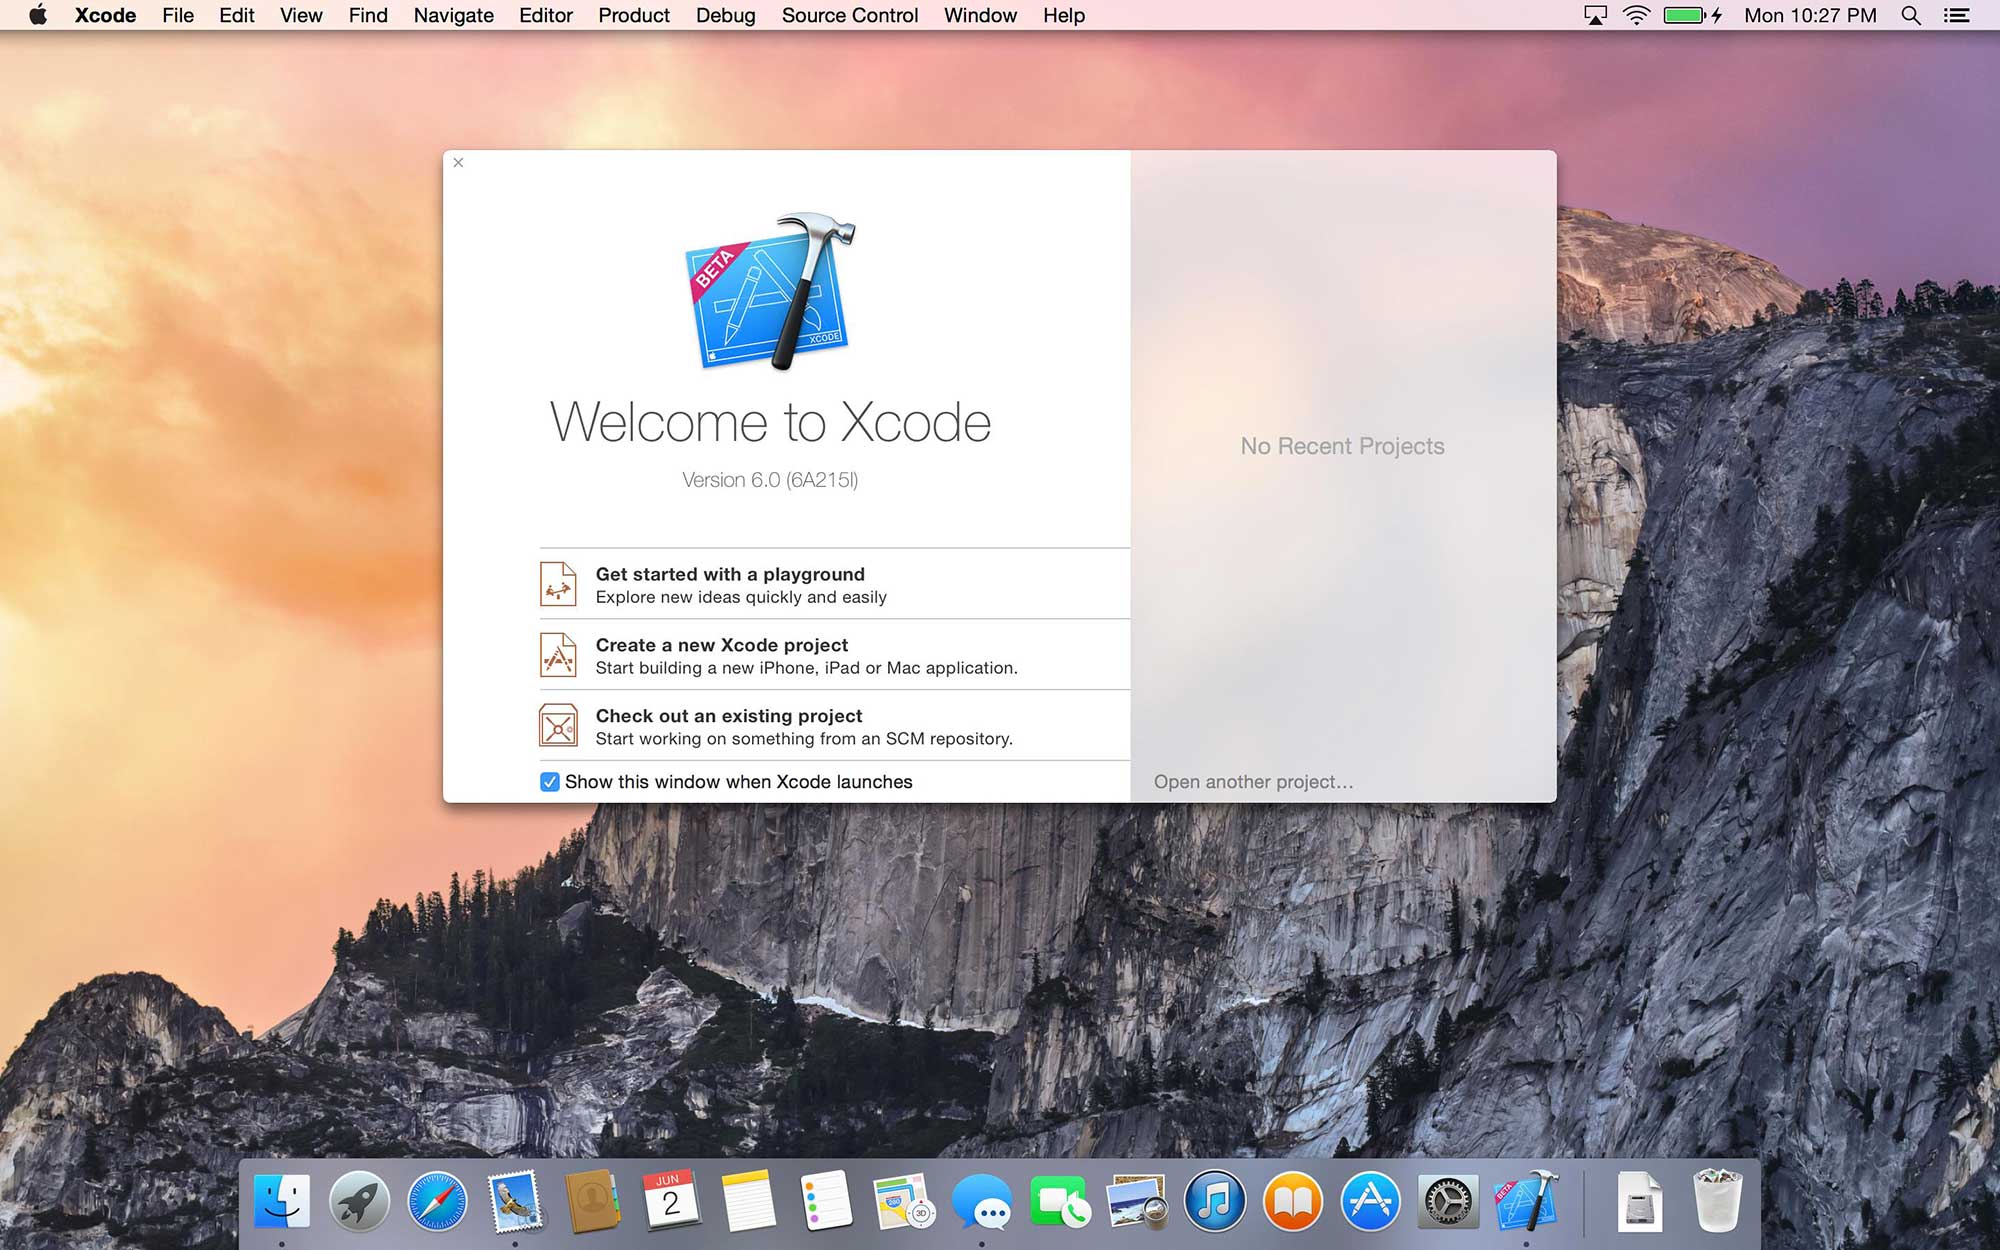 Xcode File Edit View Find Navigate Editor Product Debug Source Control Window Help Mon 10:27 PM
BETA
XCODE
Welcome to Xcode
Version 6.0 (6A215l)
No Recent Projects
Get started with a playground
Explore new ideas quickly and easily
Create a new Xcode project
Start building a new iPhone, iPad or Mac application.
Check out an existing project
Start working on something from an SCM repository.
Show this window when Xcode launches
Open another project...
JUN
2
280
3D
BETA